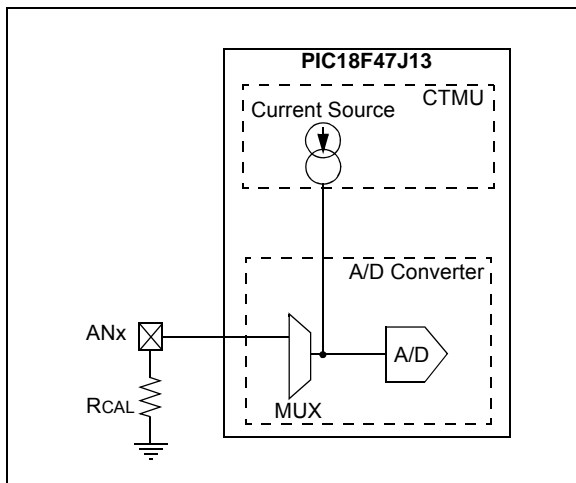 PIC18F47J13
CTMU
Current Source
A/D Converter
ANx
A/D
RCAL
MUX